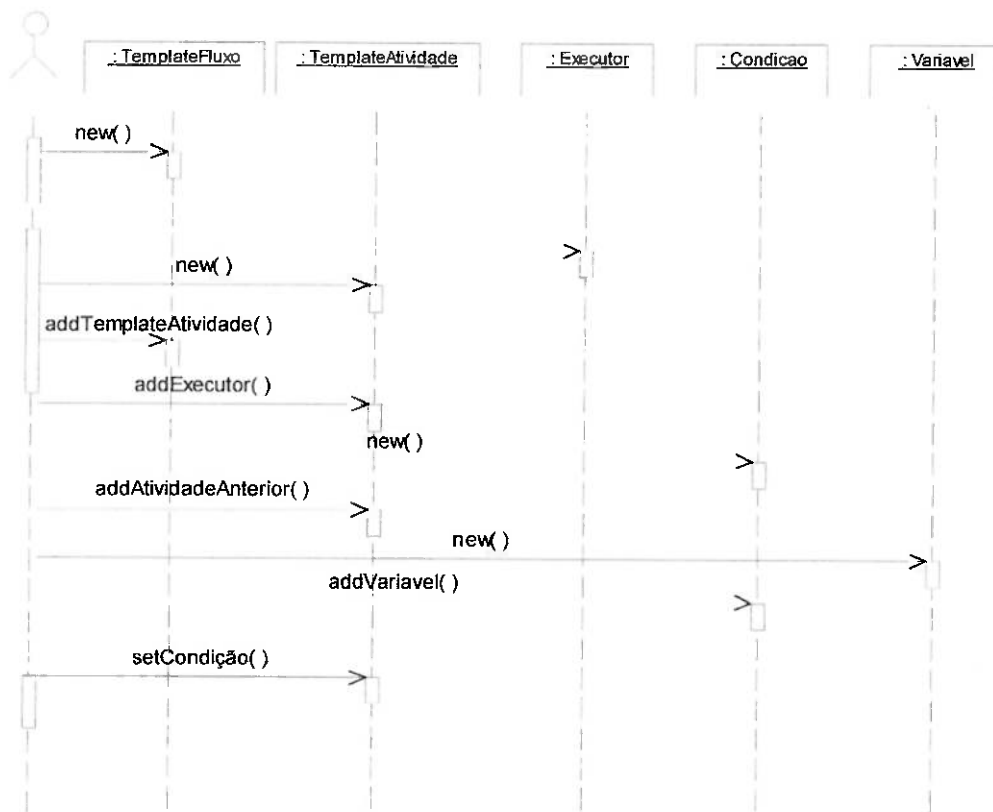 : TemplateFluxo
: TemplateAtividade
: Executor
: Condicao
: Variavel
new( )
new( )
addTemplateAtividade( )
addExecutor( )
new( )
addAtividadeAnterior( )
new( )
addVariavel( )
setCondição( )